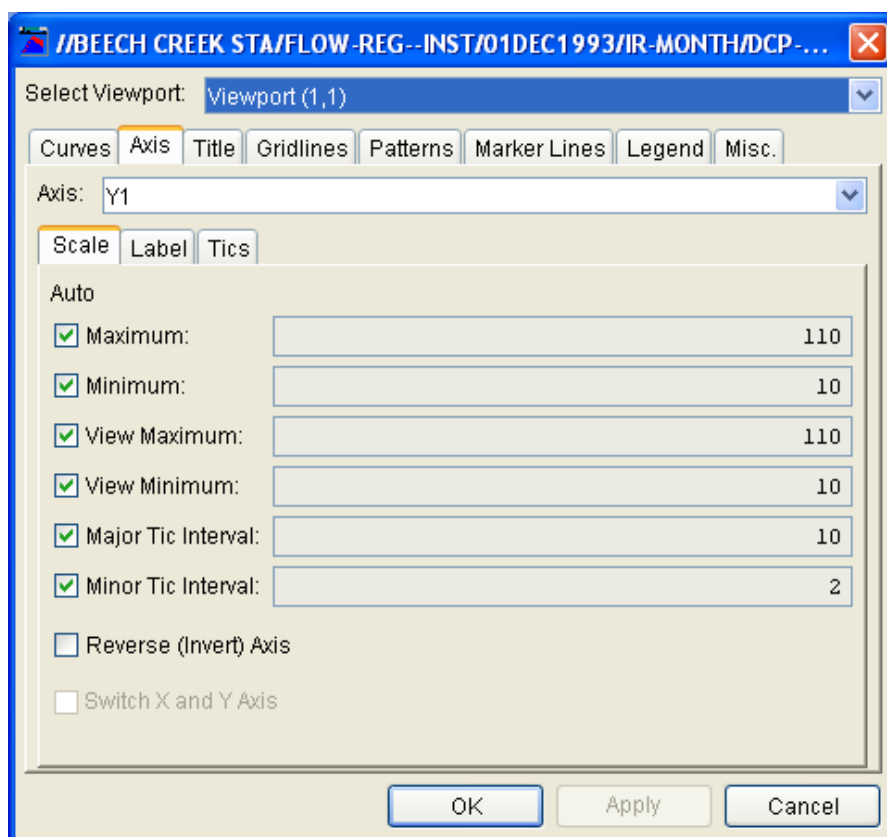 //BEECH CREEK STA/FLOW-REG--INST/01DEC1993/IR-MONTH/DCP-...
Select Viewport: Viewport (1,1)
Curves Axis Title Gridlines Patterns Marker Lines Legend Misc.
Axis: Y1
Scale Label Tics
Auto
Maximum: 110
Minimum: 10
View Maximum: 110
View Minimum: 10
Major Tic Interval: 10
Minor Tic Interval: 2
Reverse (Invert) Axis
Switch X and Y Axis
OK Apply Cancel